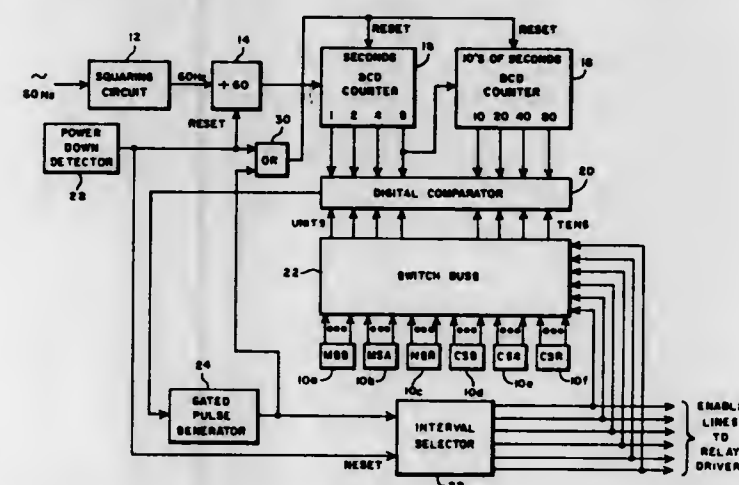 12
SQUARING
CIRCUIT
~
60 Hz
60Hz
14
÷ 60
RESET
RESET
RESET
SECONDS
BCD
COUNTER
1 2 4 8
10'S OF SECONDS
BCD
COUNTER
10 20 40 80
18
POWER
DOWN
DETECTOR
30
OR
DIGITAL COMPARATOR
20
UNITS
TENS
22
SWITCH BUSS
MSB
MSA
MSR
CSB
CSA
CSR
10a
10b
10c
10d
10e
10f
24
GATED
PULSE
GENERATOR
RESET
INTERVAL
SELECTOR
ENABLE
LINES
TO
RELAY
DRIVER